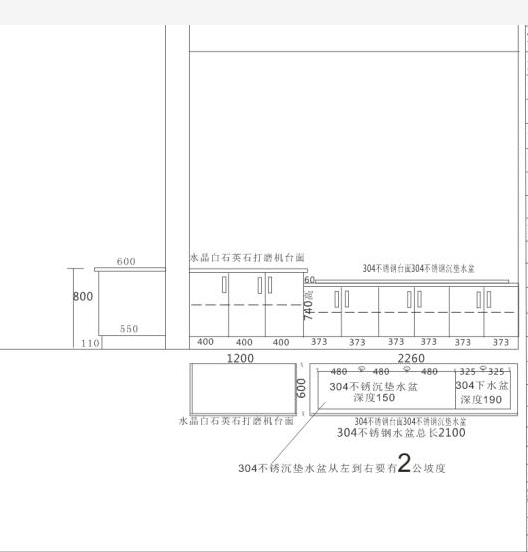 水晶白石英石打磨机台面
600
304不锈钢台面304不锈钢沉垫水盆
60
800
740高
550
110
400 400 400 373 373 373 373 373 373
1200
2260
480 480 480 325 325
600
304不锈沉垫水盆
深度150
304下水盆
深度190
水晶白石英石打磨机台面
304不锈钢台面304不锈钢沉垫水盆
304不锈钢水盆总长2100
304不锈沉垫水盆从左到右要有2公坡度